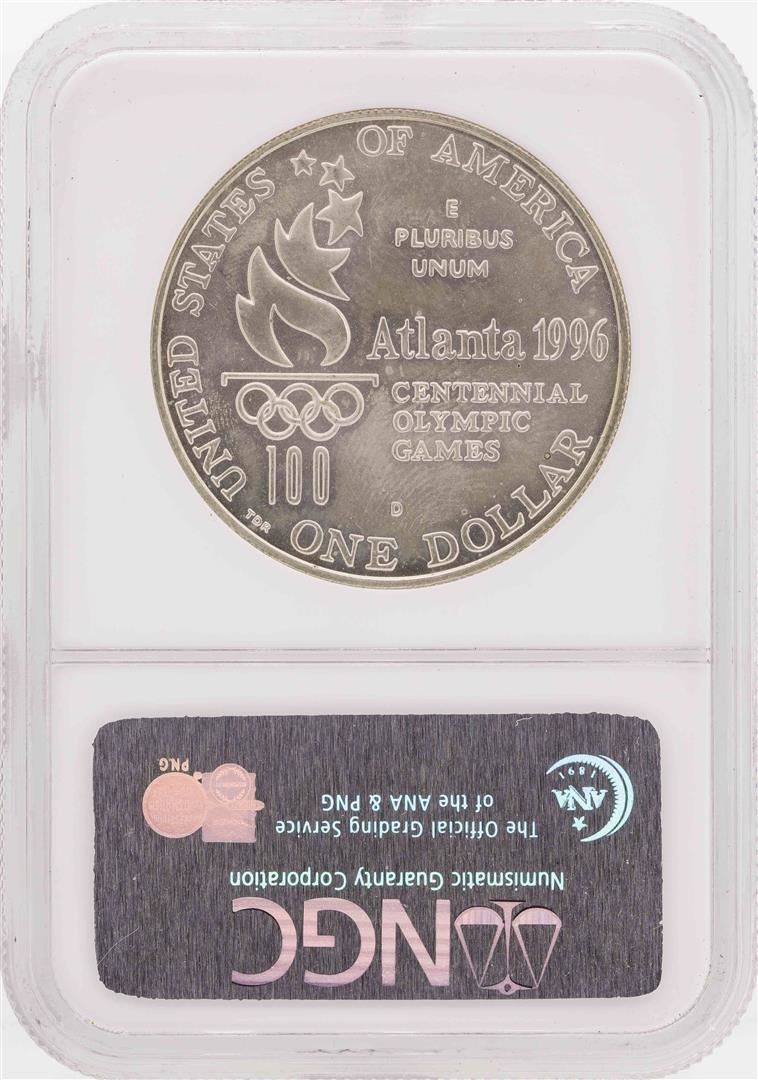 UNITED STATES OF AMERICA
E
PLURIBUS
UNUM
Atlanta 1996
CENTENNIAL
OLYMPIC
GAMES
100
D
TDR
ONE DOLLAR
NGC
Numismatic Guaranty Corporation
The Official Grading Service
of the ANA & PNG
ANA
1891
PNG